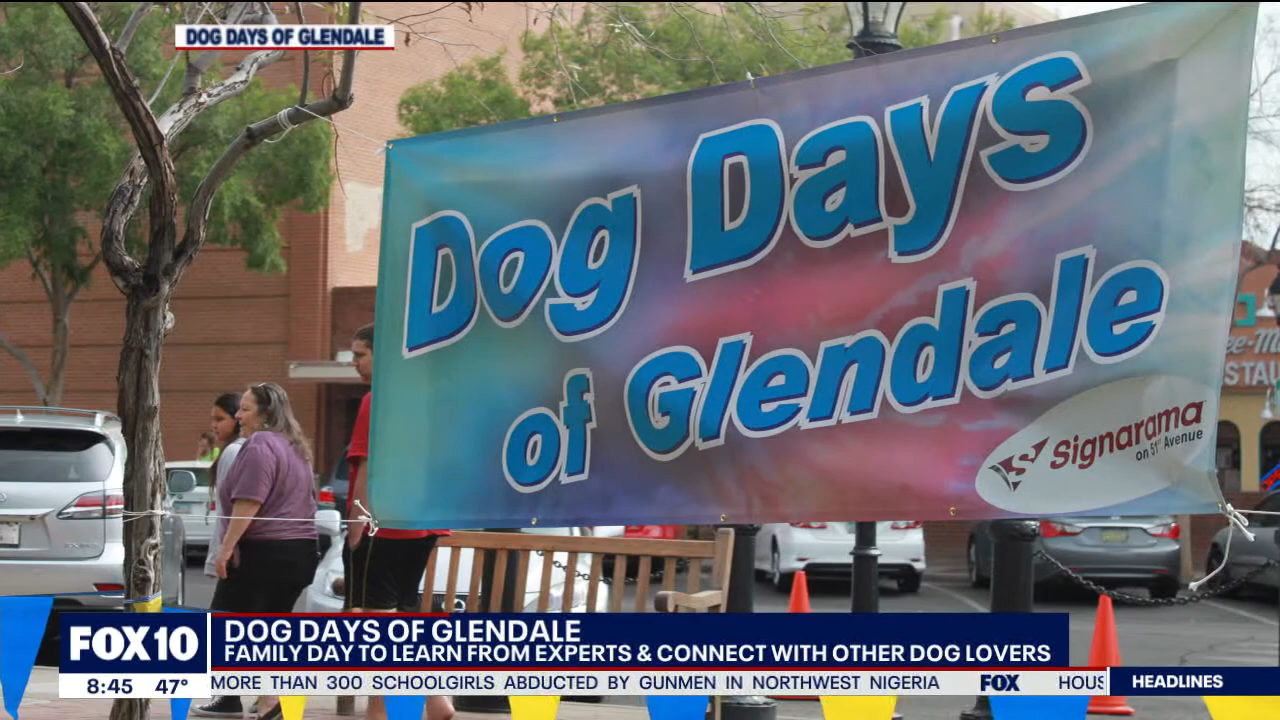 DOG DAYS OF GLENDALE
Dog Days
of Glendale
Signarama
on 51st Avenue
FOX 10
DOG DAYS OF GLENDALE
FAMILY DAY TO LEARN FROM EXPERTS & CONNECT WITH OTHER DOG LOVERS
8:45 47°
MORE THAN 300 SCHOOLGIRLS ABDUCTED BY GUNMEN IN NORTHWEST NIGERIA FOX
HEADLINES